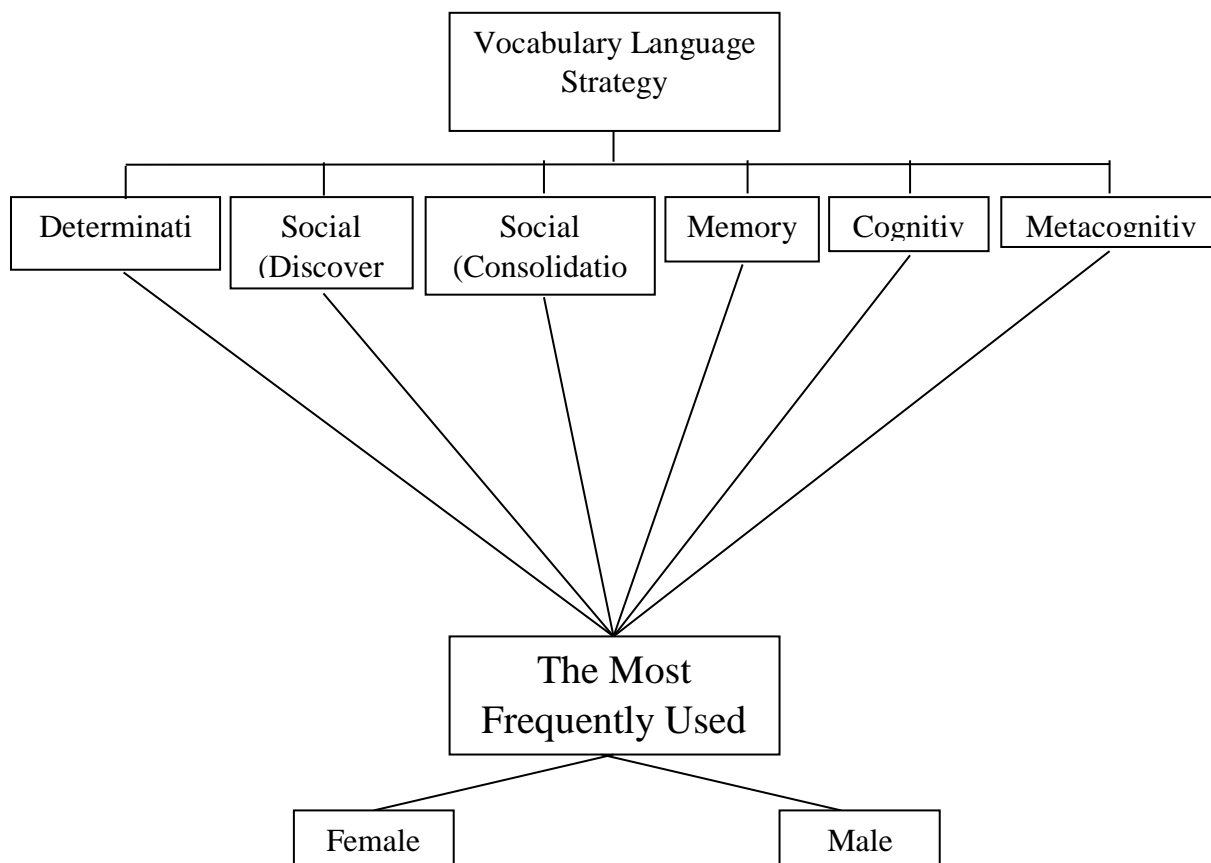 Vocabulary Language
Strategy
Determinati
Social
(Discover
Social
(Consolidatio
Memory
Cognitiv
Metacognitiv
The Most
Frequently Used
Female
Male